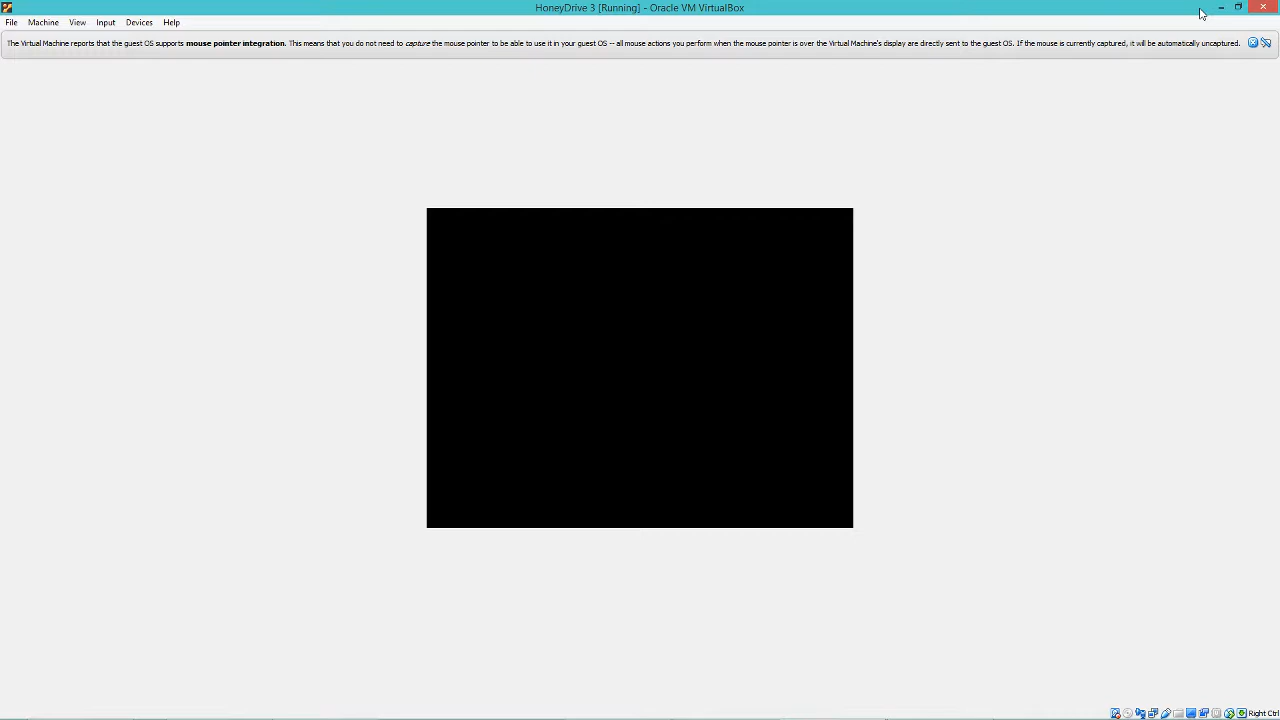 HoneyDrive 3 [Running] - Oracle VM VirtualBox
File Machine View Input Devices Help
The Virtual Machine reports that the guest OS supports mouse pointer integration. This means that you do not need to capture the mouse pointer to be able to use it in your guest OS -- all mouse actions you perform when the mouse pointer is over the Virtual Machine's display are directly sent to the guest OS. If the mouse is currently captured, it will be automatically uncaptured.
Right Ctrl